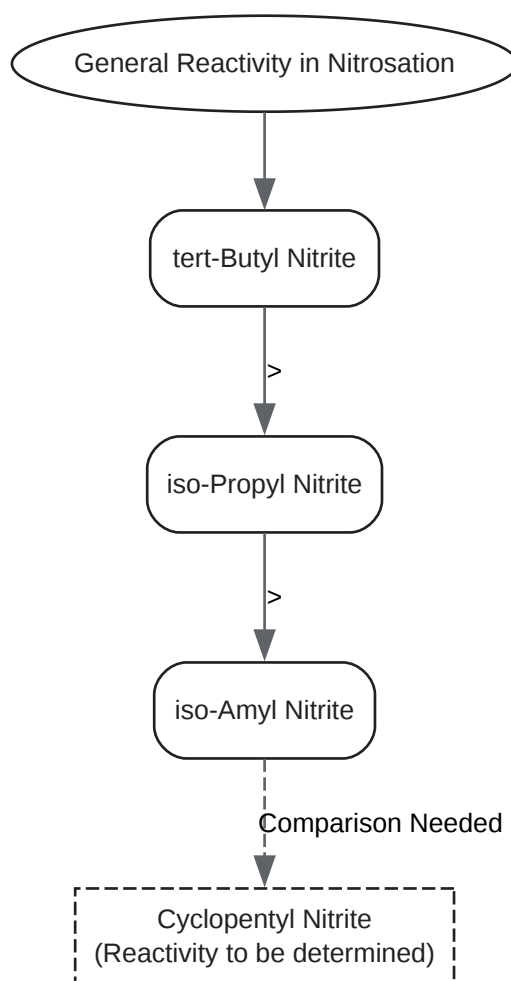 General Reactivity in Nitrosation
tert-Butyl Nitrite
>
iso-Propyl Nitrite
>
iso-Amyl Nitrite
Comparison Needed
Cyclopentyl Nitrite
(Reactivity to be determined)